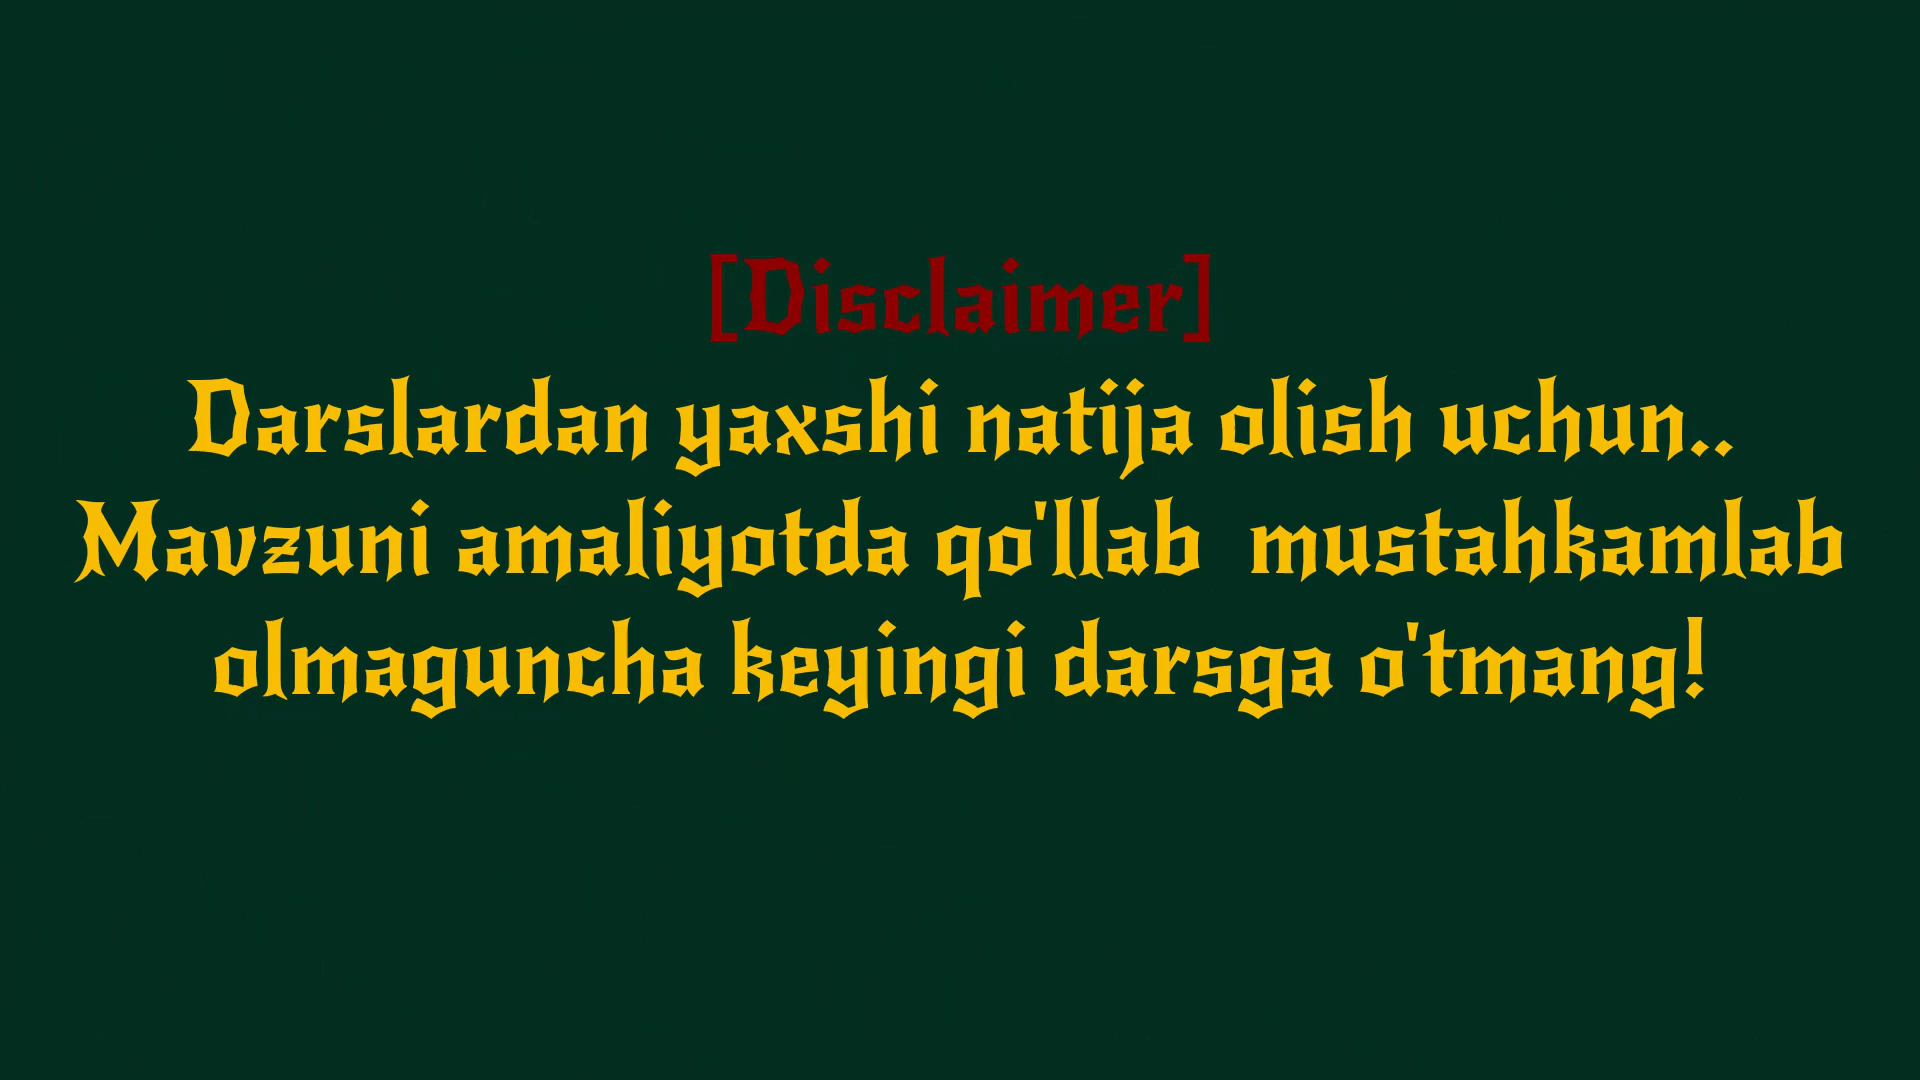 [Disclaimer]
Darslardan yaxshi natija olish uchun..
Mavzuni amaliyotda qo'llab  mustahkamlab
olmaguncha keyingi darsga o'tmang!